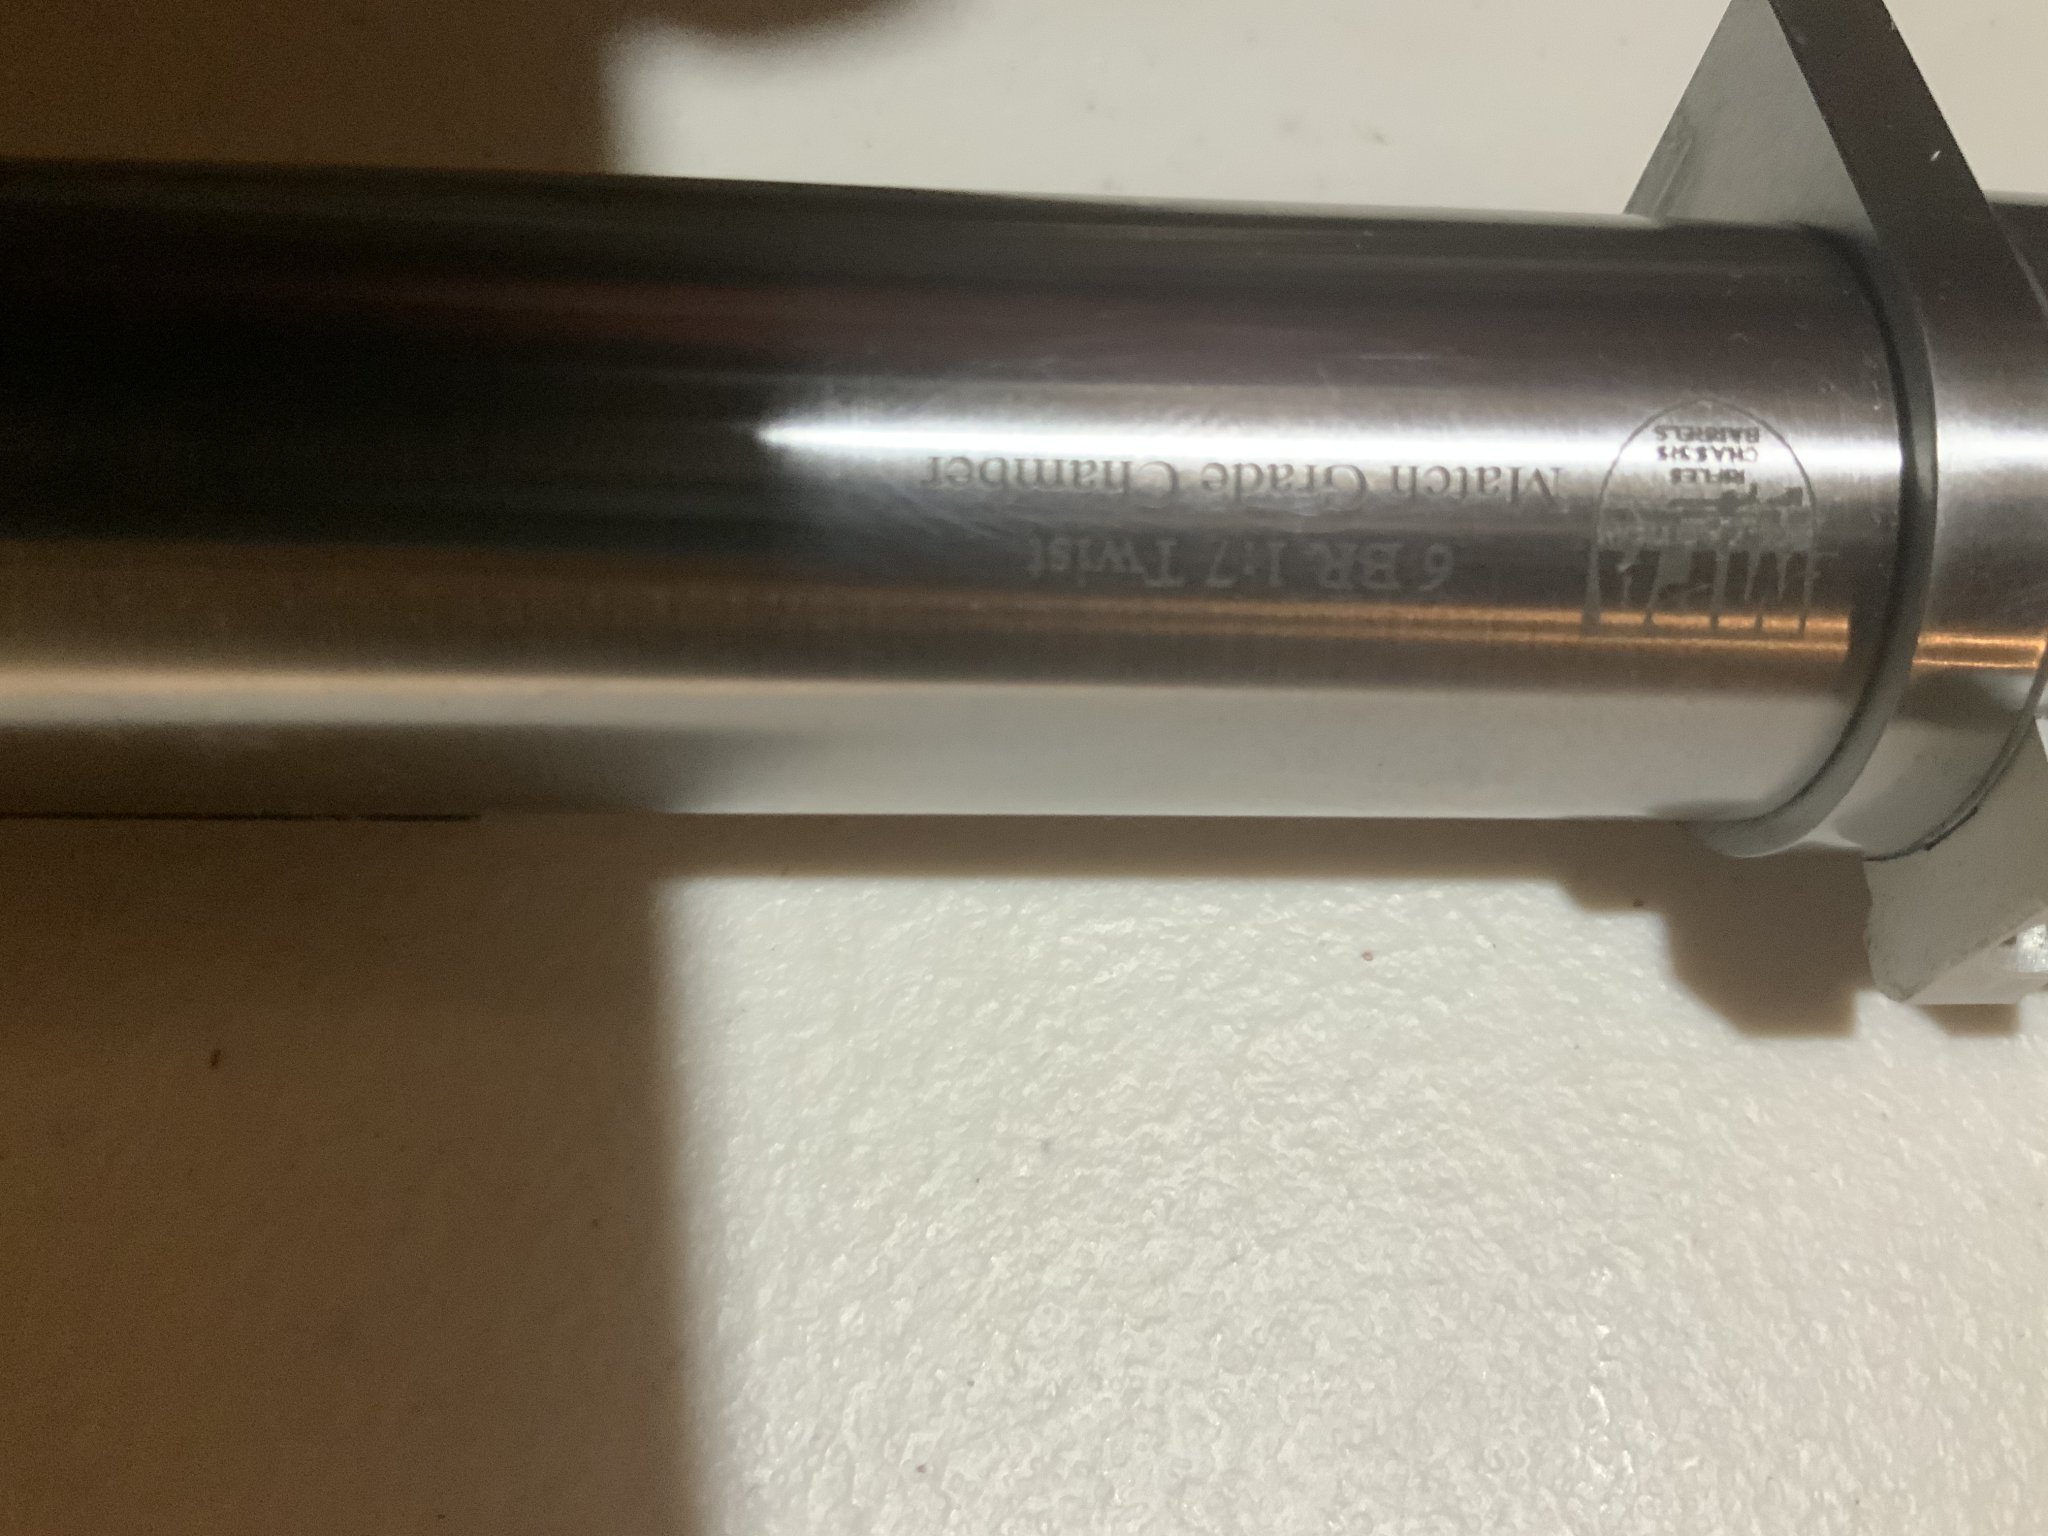 6 BR 1:7 Twist
Match Grade Chamber
RIFLES
CHASSIS
BARRELS